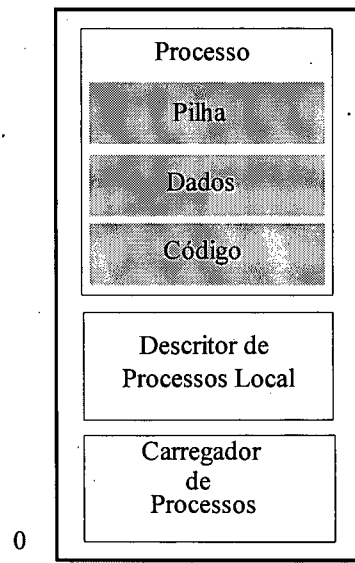 Processo
Pilha
Dados
Código
Descritor de
Processos Local
Carregador
de
Processos
0